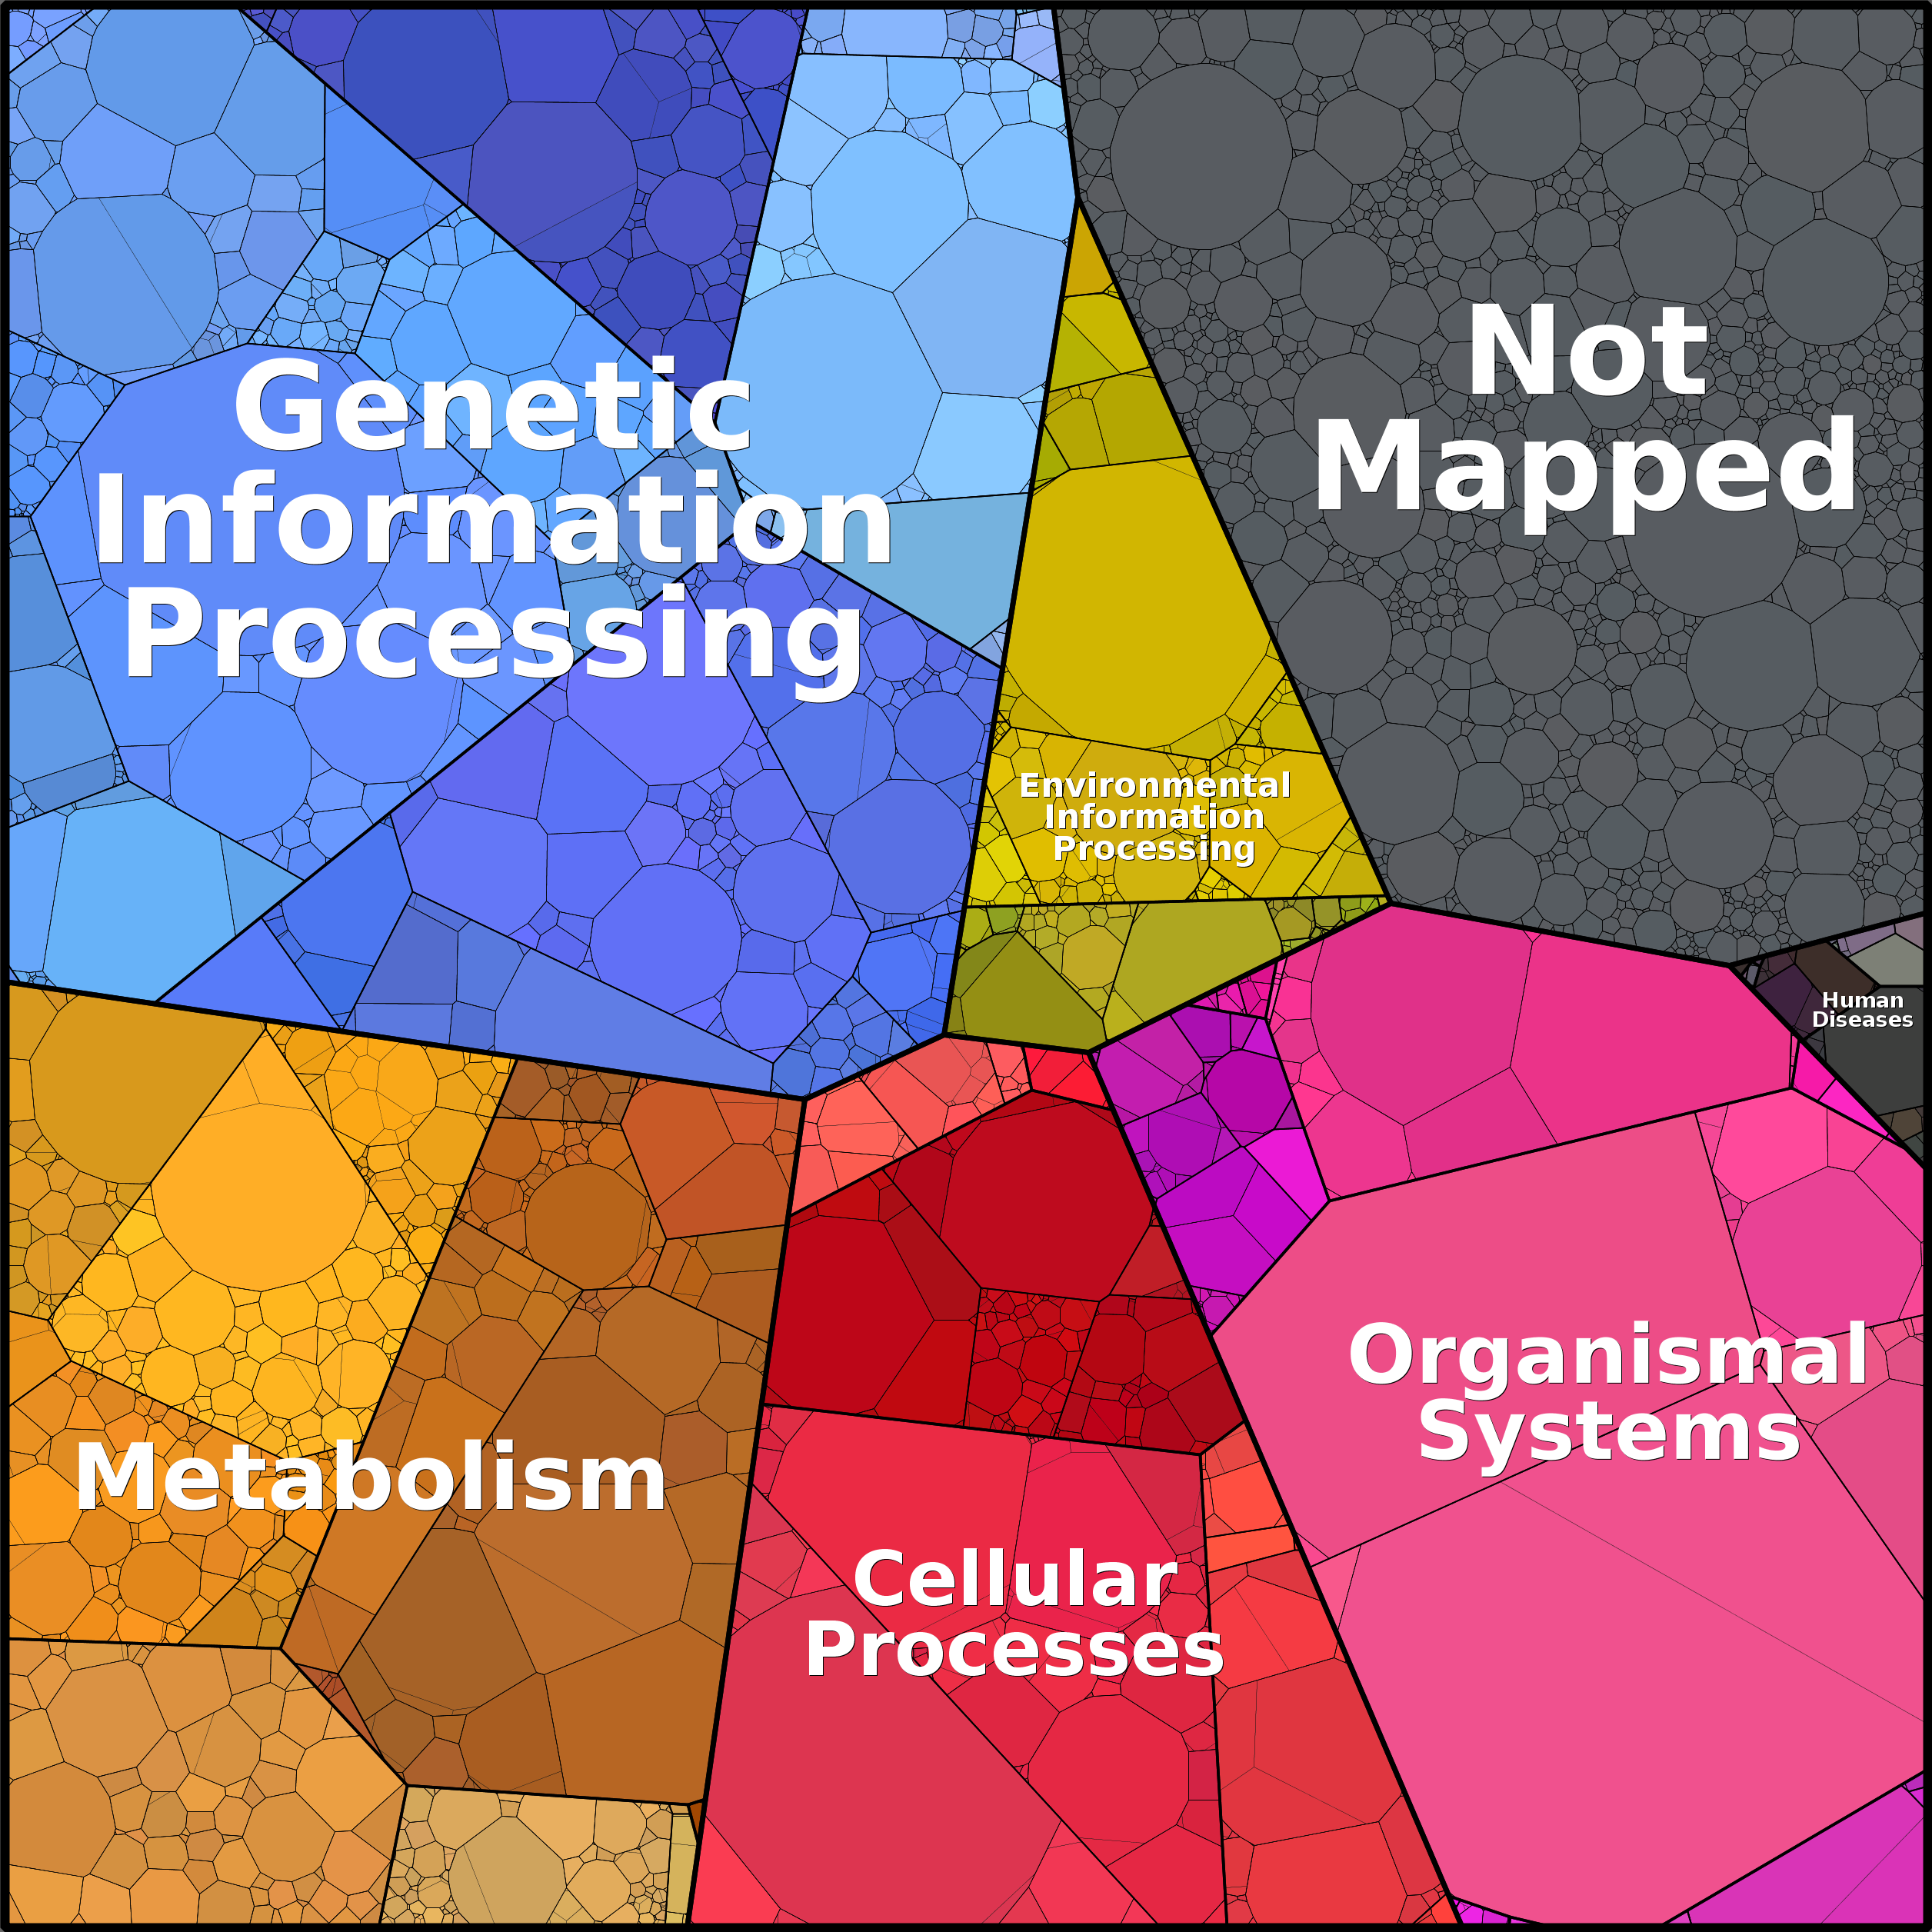 Genetic
Information
Processing
Not
Mapped
Environmental
Information
Processing
Human
Diseases
Metabolism
Cellular
Processes
Organismal
Systems